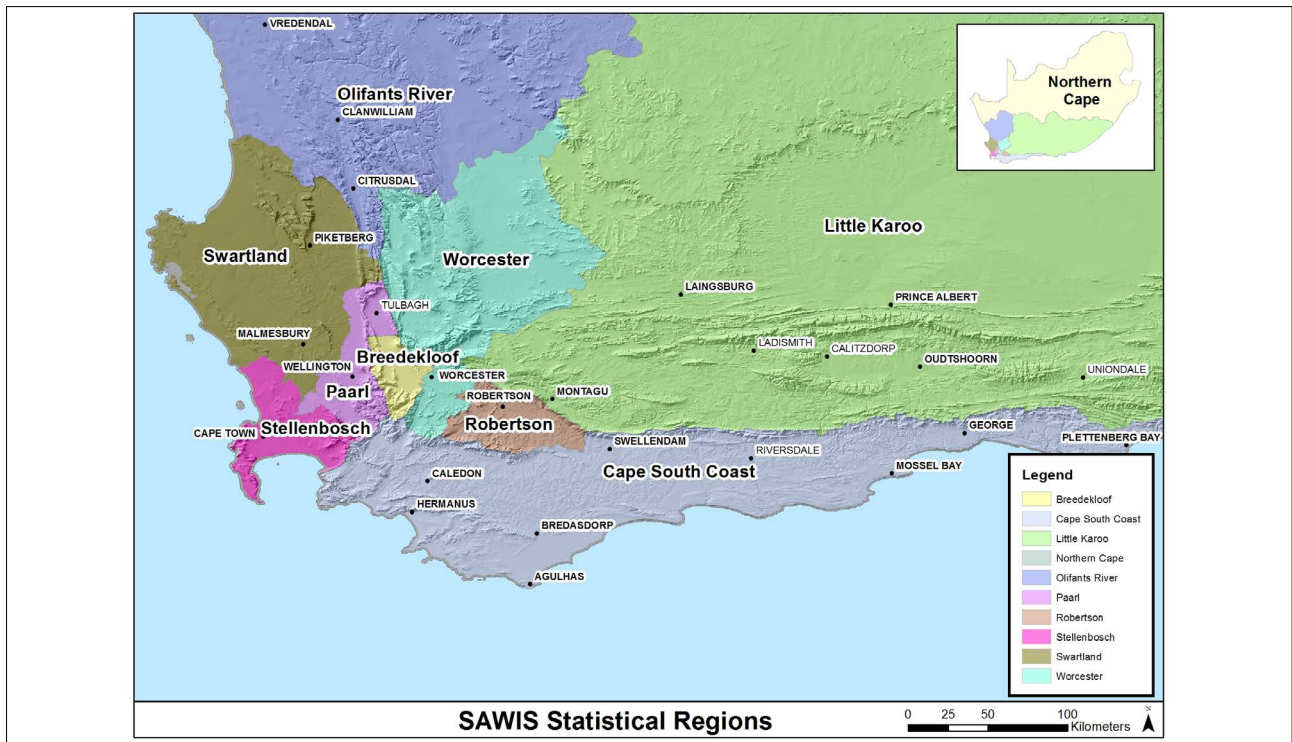 VREDENDAL
Olifants River
CLANWILLIAM
CITRUSDAL
PIKETBERG
Swartland
Worcester
Little Karoo
LAINGSBURG
PRINCE ALBERT
TULBAGH
MALMESBURY
Breedekloof
LADISMITH
CALITZDORP
OUDTSHOORN
WELLINGTON
WORCESTER
UNIONDALE
Paarl
ROBERTSON
MONTAGU
Robertson
Stellenbosch
CAPE TOWN
GEORGE
PLETTENBERG BAY
SWELLENDAM
RIVERSDALE
Cape South Coast
MOSSEL BAY
CALEDON
HERMANUS
BREDASDORP
AGULHAS
Northern
Cape
Legend
Breedekloof
Cape South Coast
Little Karoo
Northern Cape
Olifants River
Paarl
Robertson
Stellenbosch
Swartland
Worcester
SAWIS Statistical Regions
0 25 50 100
Kilometers
N